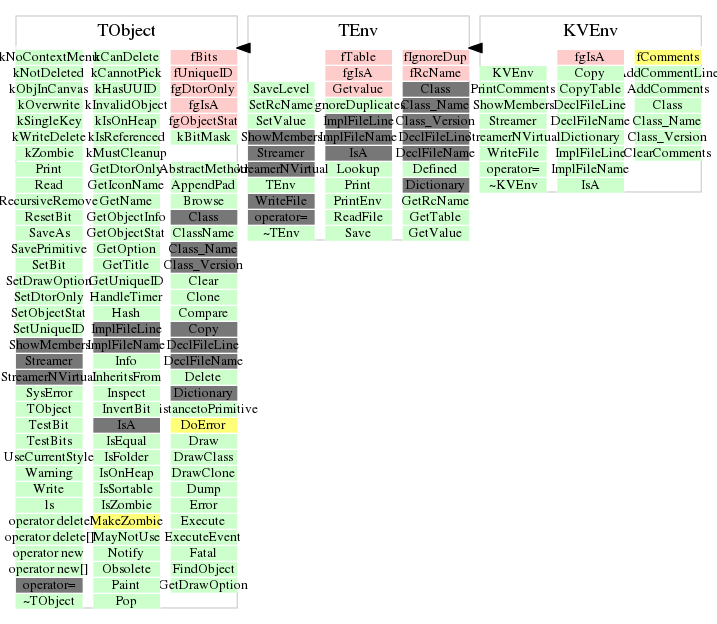 TObject TEnv KVEnv
kNoContextMenu kCanDelete fBits fTable fIgnoreDup fgIsA fComments
kNotDeleted kCannotPick fUniqueID fgIsA fRcName KVEnv Copy AddCommentLine
kObjInCanvas kHasUUID fgDtorOnly SaveLevel Getvalue Class PrintComments CopyTable AddComments
kOverwrite kInvalidObject fgIsA SetRcName IgnoreDuplicates Class_Name ShowMembers DeclFileLine Class
kSingleKey kIsOnHeap fgObjectStat SetValue ImplFileLine Class_Version Streamer DeclFileName Class_Name
kWriteDelete kIsReferenced kBitMask ShowMembers ImplFileName DeclFileLine StreamerNVirtual Dictionary Class_Version
kZombie kMustCleanup Streamer IsA DeclFileName WriteFile ImplFileLine ClearComments
Print GetDtorOnly AbstractMethod StreamerNVirtual Lookup Defined operator= ImplFileName
Read GetIconName AppendPad TEnv Print Dictionary ~KVEnv IsA
RecursiveRemove GetName Browse WriteFile PrintEnv GetRcName
ResetBit GetObjectInfo Class operator= ReadFile GetTable
SaveAs GetObjectStat ClassName ~TEnv Save GetValue
SavePrimitive GetOption Class_Name
SetBit GetTitle Class_Version
SetDrawOption GetUniqueID Clear
SetDtorOnly HandleTimer Clone
SetObjectStat Hash Compare
SetUniqueID ImplFileLine Copy
ShowMembers ImplFileName DeclFileLine
Streamer Info DeclFileName
StreamerNVirtual InheritsFrom Delete
SysError Inspect Dictionary
TObject InvertBit DistancetoPrimitive
TestBit IsA DoError
TestBits IsEqual Draw
UseCurrentStyle IsFolder DrawClass
Warning IsOnHeap DrawClone
Write IsSortable Dump
ls IsZombie Error
operator delete MakeZombie Execute
operator delete[] MayNotUse ExecuteEvent
operator new Notify Fatal
operator new[] Obsolete FindObject
operator= Paint GetDrawOption
~TObject Pop